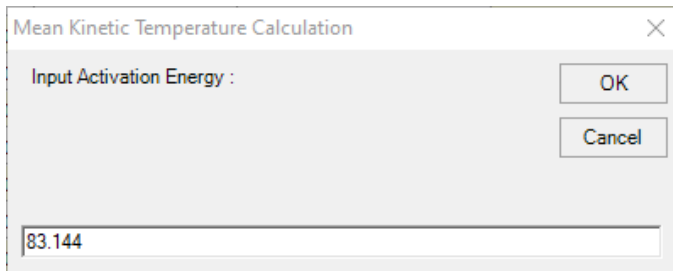 Mean Kinetic Temperature Calculation
Input Activation Energy :
OK
Cancel
83.144